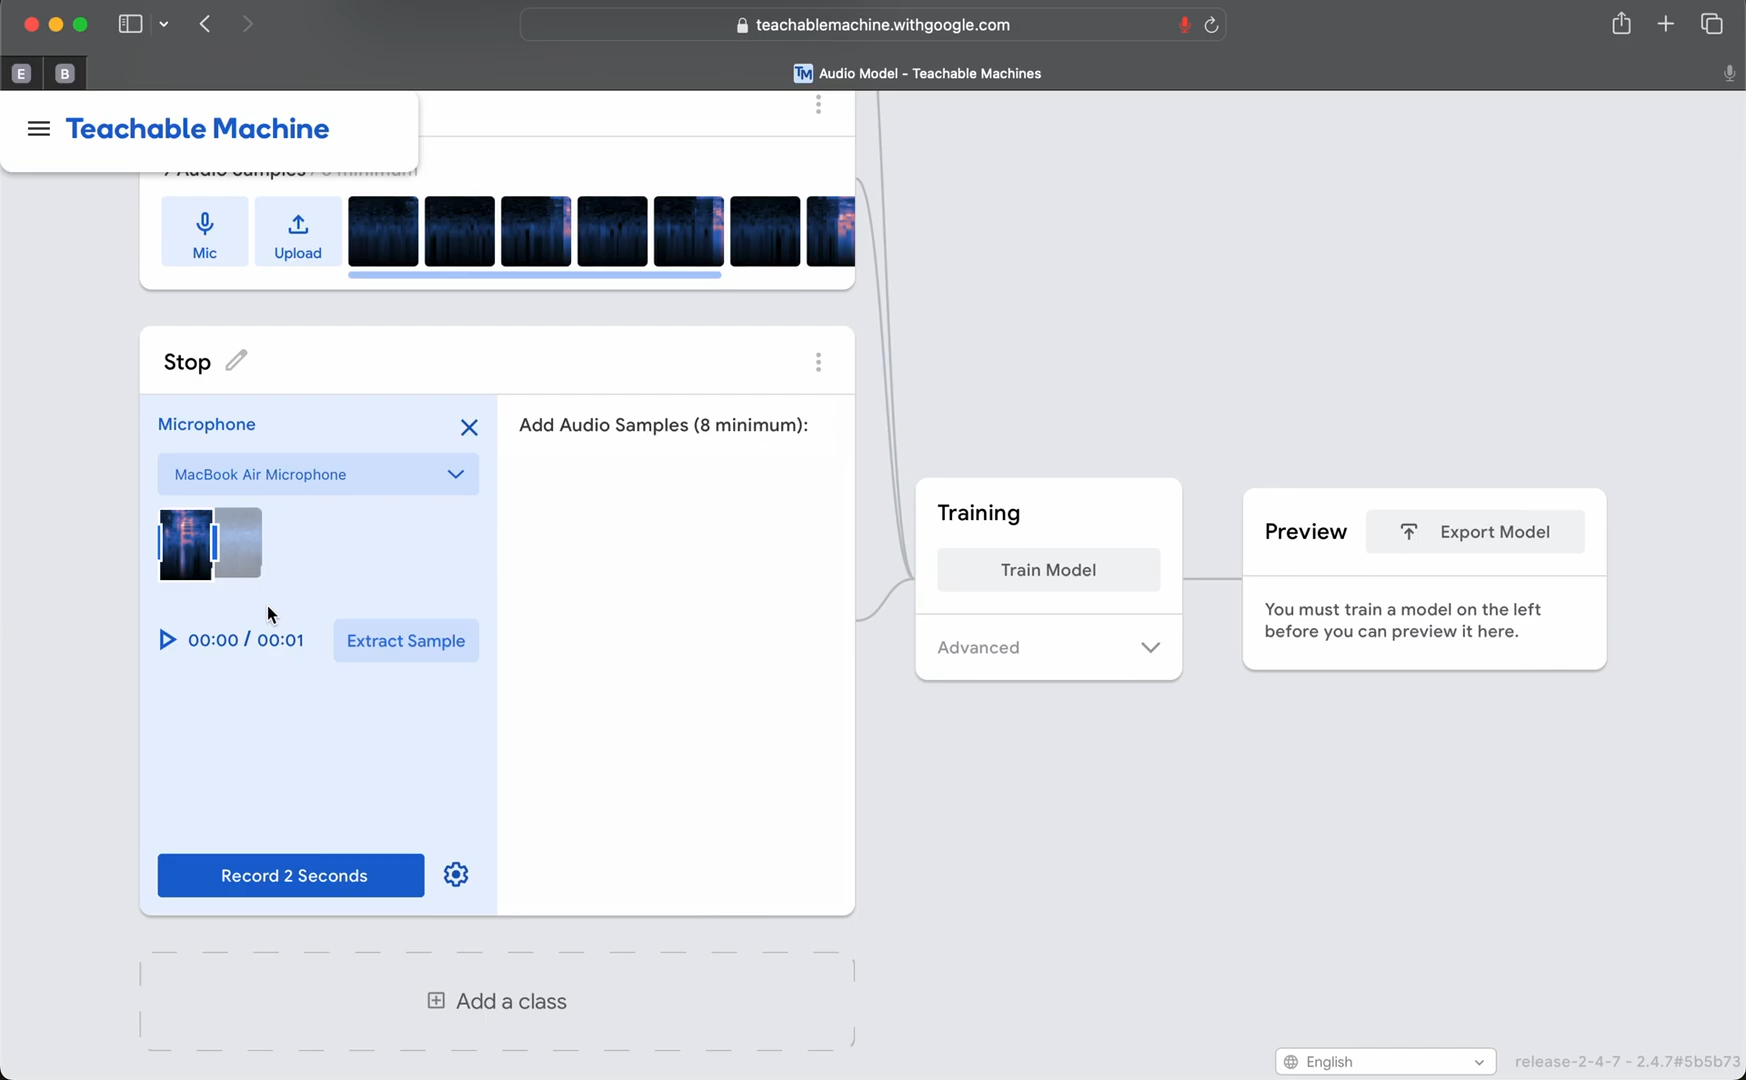 teachablemachine.withgoogle.com
E
B
TM
Audio Model - Teachable Machines
Teachable Machine
Audio Samples
Mic
Upload
Stop
Microphone
Add Audio Samples (8 minimum):
MacBook Air Microphone
00:00 / 00:01
Extract Sample
Record 2 Seconds
Add a class
Training
Train Model
Advanced
Preview
Export Model
You must train a model on the left
before you can preview it here.
English
release-2-4-7 - 2.4.7#5b5b73